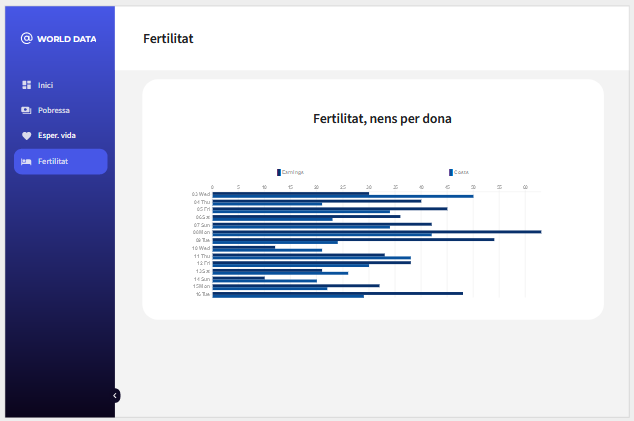 WORLD DATA
Fertilitat
Inici
Pobressa
Esper. vida
Fertilitat
Fertilitat, nens per dona
Earnings
Costs
0 5 10 15 20 25 30 35 40 45 50 55 60
03 Wed
04 Thu
05 Fri
06 Sat
07 Sun
08 Mon
09 Tue
10 Wed
11 Thu
12 Fri
13 Sat
14 Sun
15 Mon
16 Tue